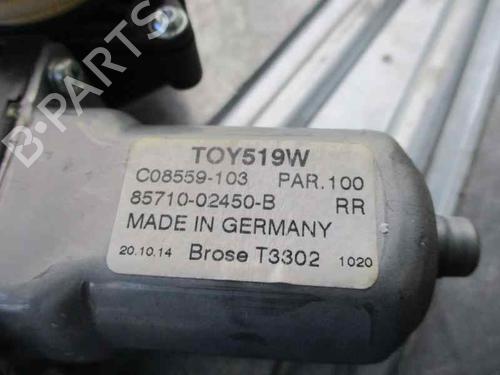 B-PARTS
TOY519W
C08559-103 PAR.100
85710-02450-B RR
MADE IN GERMANY
20.10.14 Brose T3302 1020